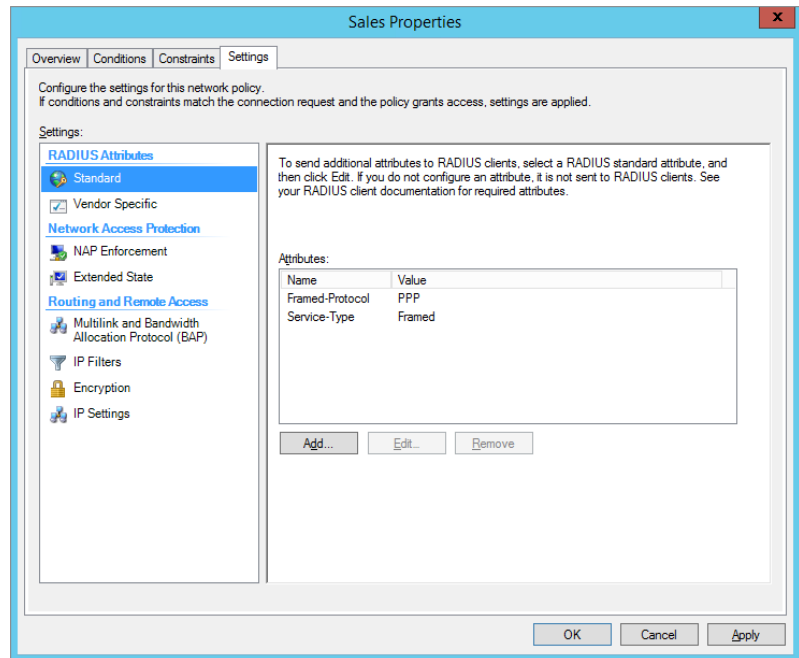 Sales Properties
x
Overview Conditions Constraints Settings
Configure the settings for this network policy.
If conditions and constraints match the connection request and the policy grants access, settings are applied.
Settings:
RADIUS Attributes
Standard
Vendor Specific
Network Access Protection
NAP Enforcement
Extended State
Routing and Remote Access
Multilink and Bandwidth
Allocation Protocol (BAP)
IP Filters
Encryption
IP Settings
To send additional attributes to RADIUS clients, select a RADIUS standard attribute, and
then click Edit. If you do not configure an attribute, it is not sent to RADIUS clients. See
your RADIUS client documentation for required attributes.
Attributes:
Name Value
Framed-Protocol PPP
Service-Type Framed
Add... Edit... Remove
OK Cancel Apply